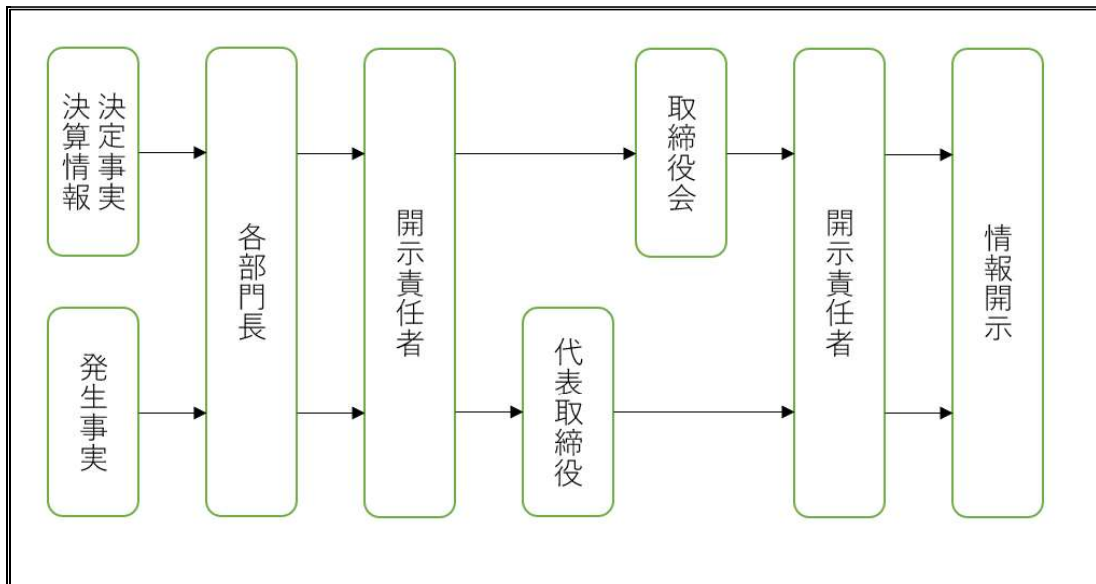 決定事実
決算情報
発生事実
各部門長
開示責任者
代表取締役
取締役会
開示責任者
情報開示